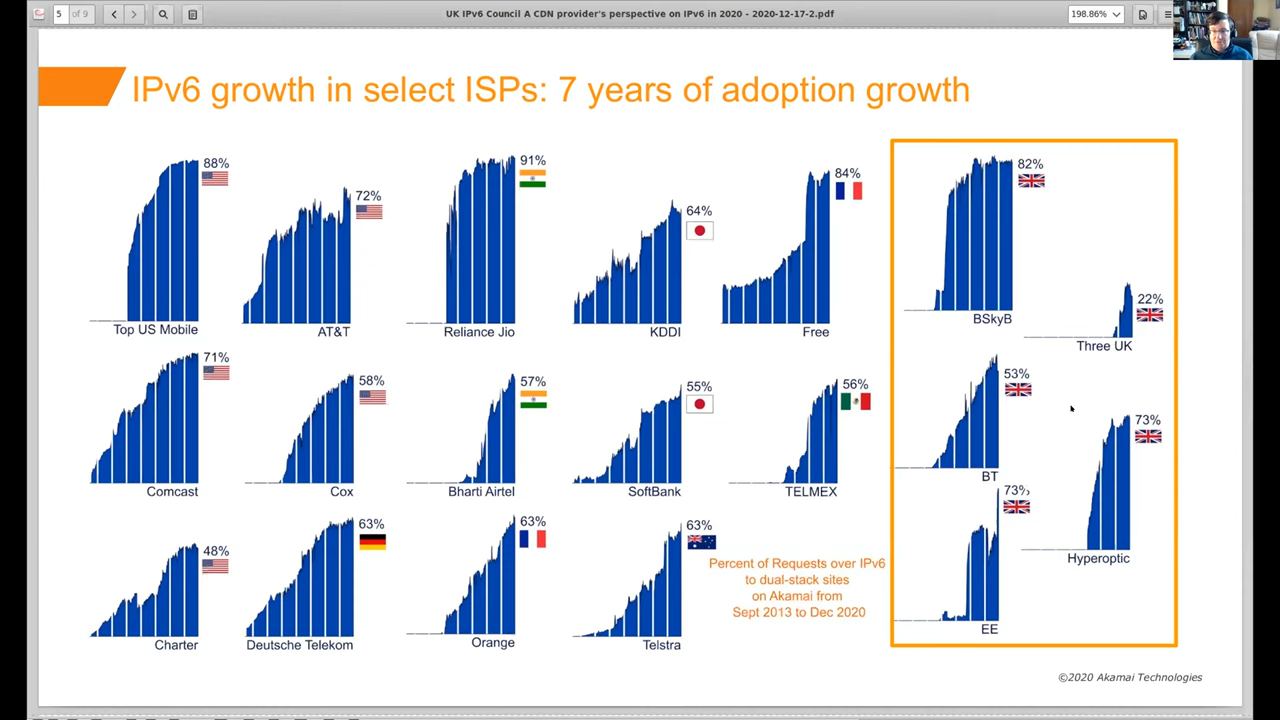 5 of 9
UK IPv6 Council A CDN provider's perspective on IPv6 in 2020 - 2020-12-17-2.pdf
198.86%
IPv6 growth in select ISPs: 7 years of adoption growth
88%
Top US Mobile
72%
AT&T
91%
Reliance Jio
64%
KDDI
84%
Free
82%
BSkyB
22%
Three UK
71%
Comcast
58%
Cox
57%
Bharti Airtel
55%
SoftBank
56%
TELMEX
53%
BT
73%
Hyperoptic
48%
Charter
63%
Deutsche Telekom
63%
Orange
63%
Telstra
Percent of Requests over IPv6
to dual-stack sites
on Akamai from
Sept 2013 to Dec 2020
73%
EE
©2020 Akamai Technologies